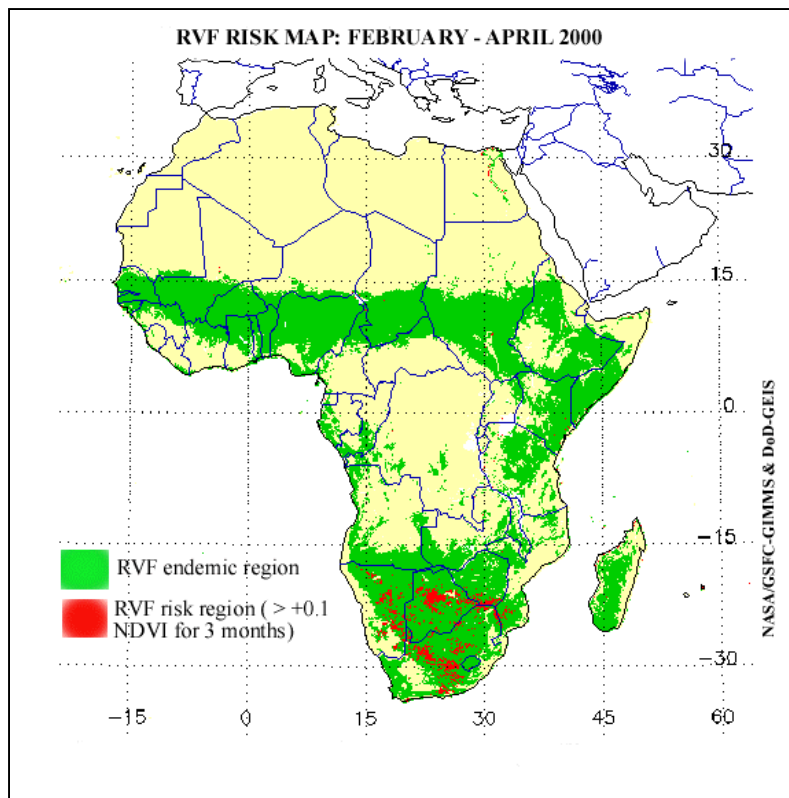 RVF RISK MAP: FEBRUARY - APRIL 2000
30
15
0
−15
−30
RVF endemic region
RVF risk region ( > +0.1
NDVI for 3 months)
−15
0
15
30
45
60
NASA/GSFC-GIMMS & DoD-GEIS